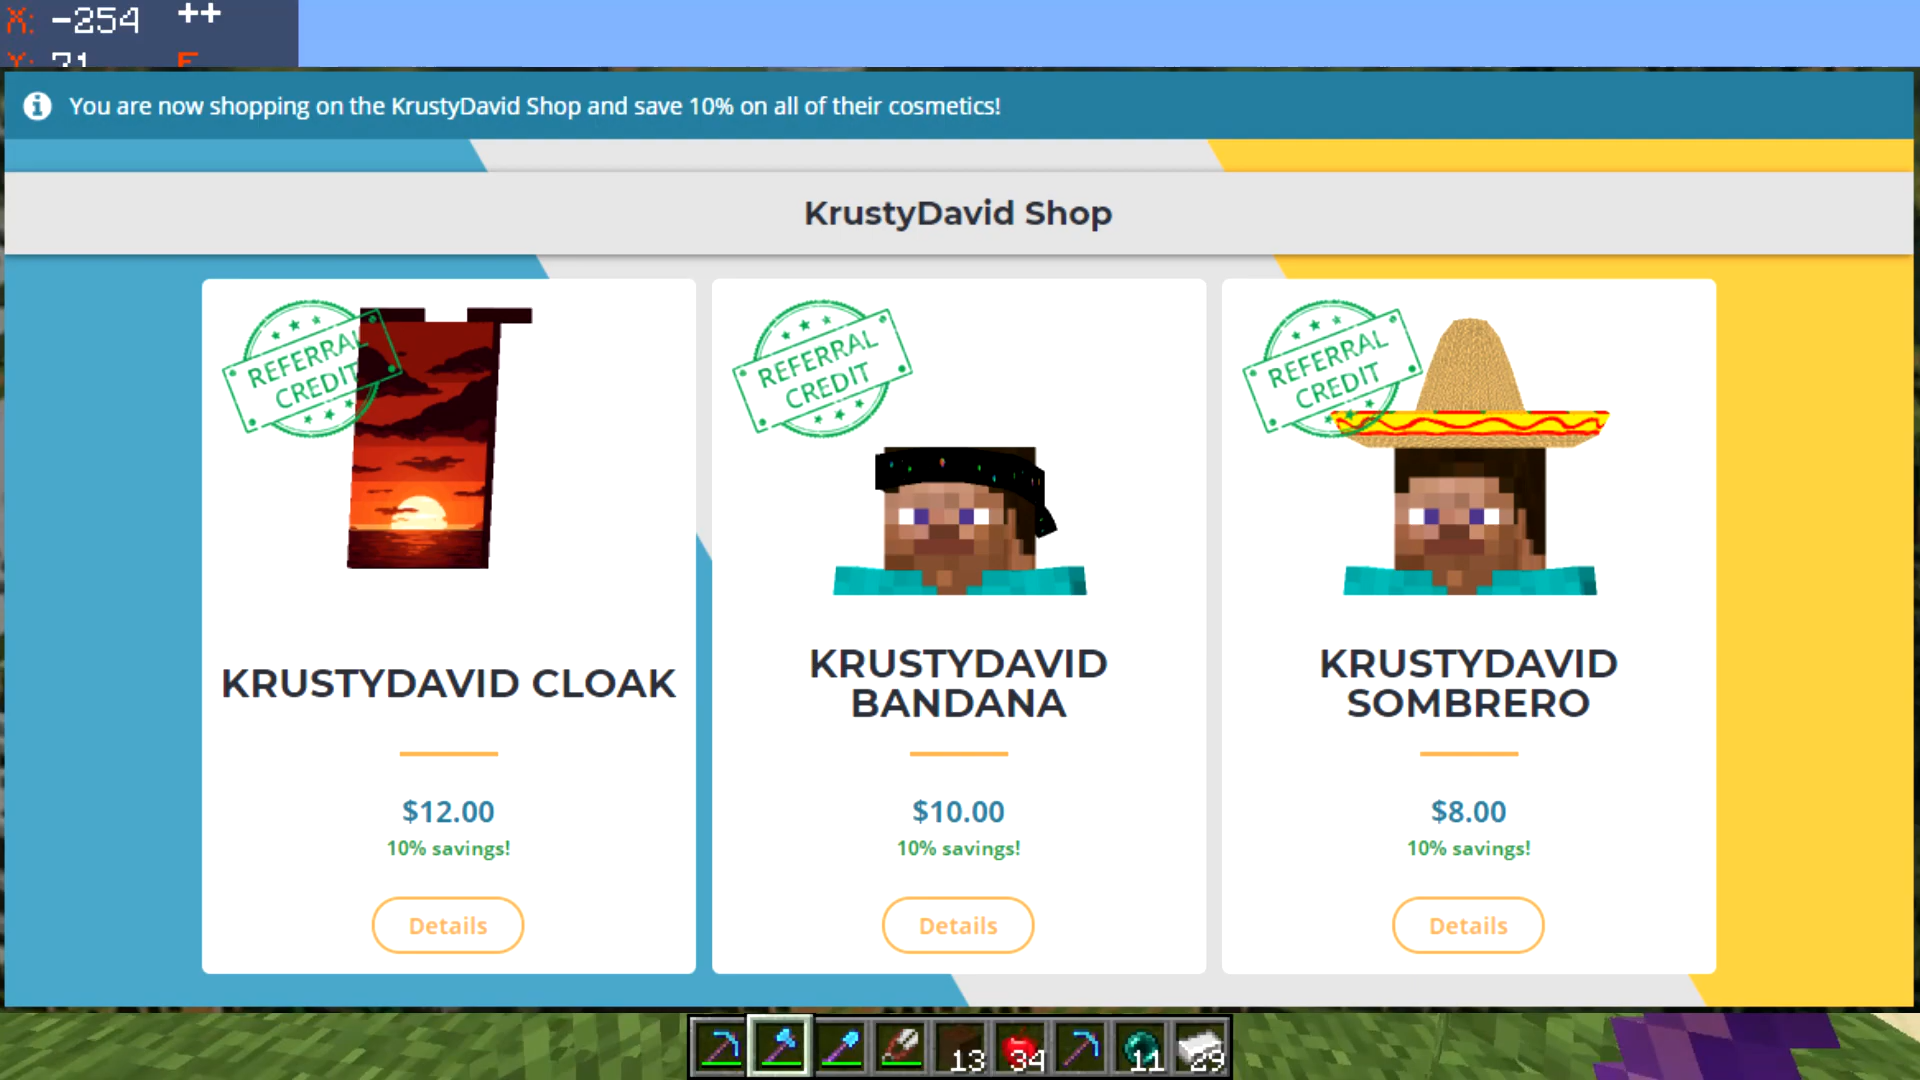 X: -254 ++
Y: 71
You are now shopping on the KrustyDavid Shop and save 10% on all of their cosmetics!
KrustyDavid Shop
REFERRAL
CREDIT
REFERRAL
CREDIT
REFERRAL
CREDIT
KRUSTYDAVID CLOAK
KRUSTYDAVID
BANDANA
KRUSTYDAVID
SOMBRERO
$12.00
10% savings!
$10.00
10% savings!
$8.00
10% savings!
Details
Details
Details
13
34
11
29